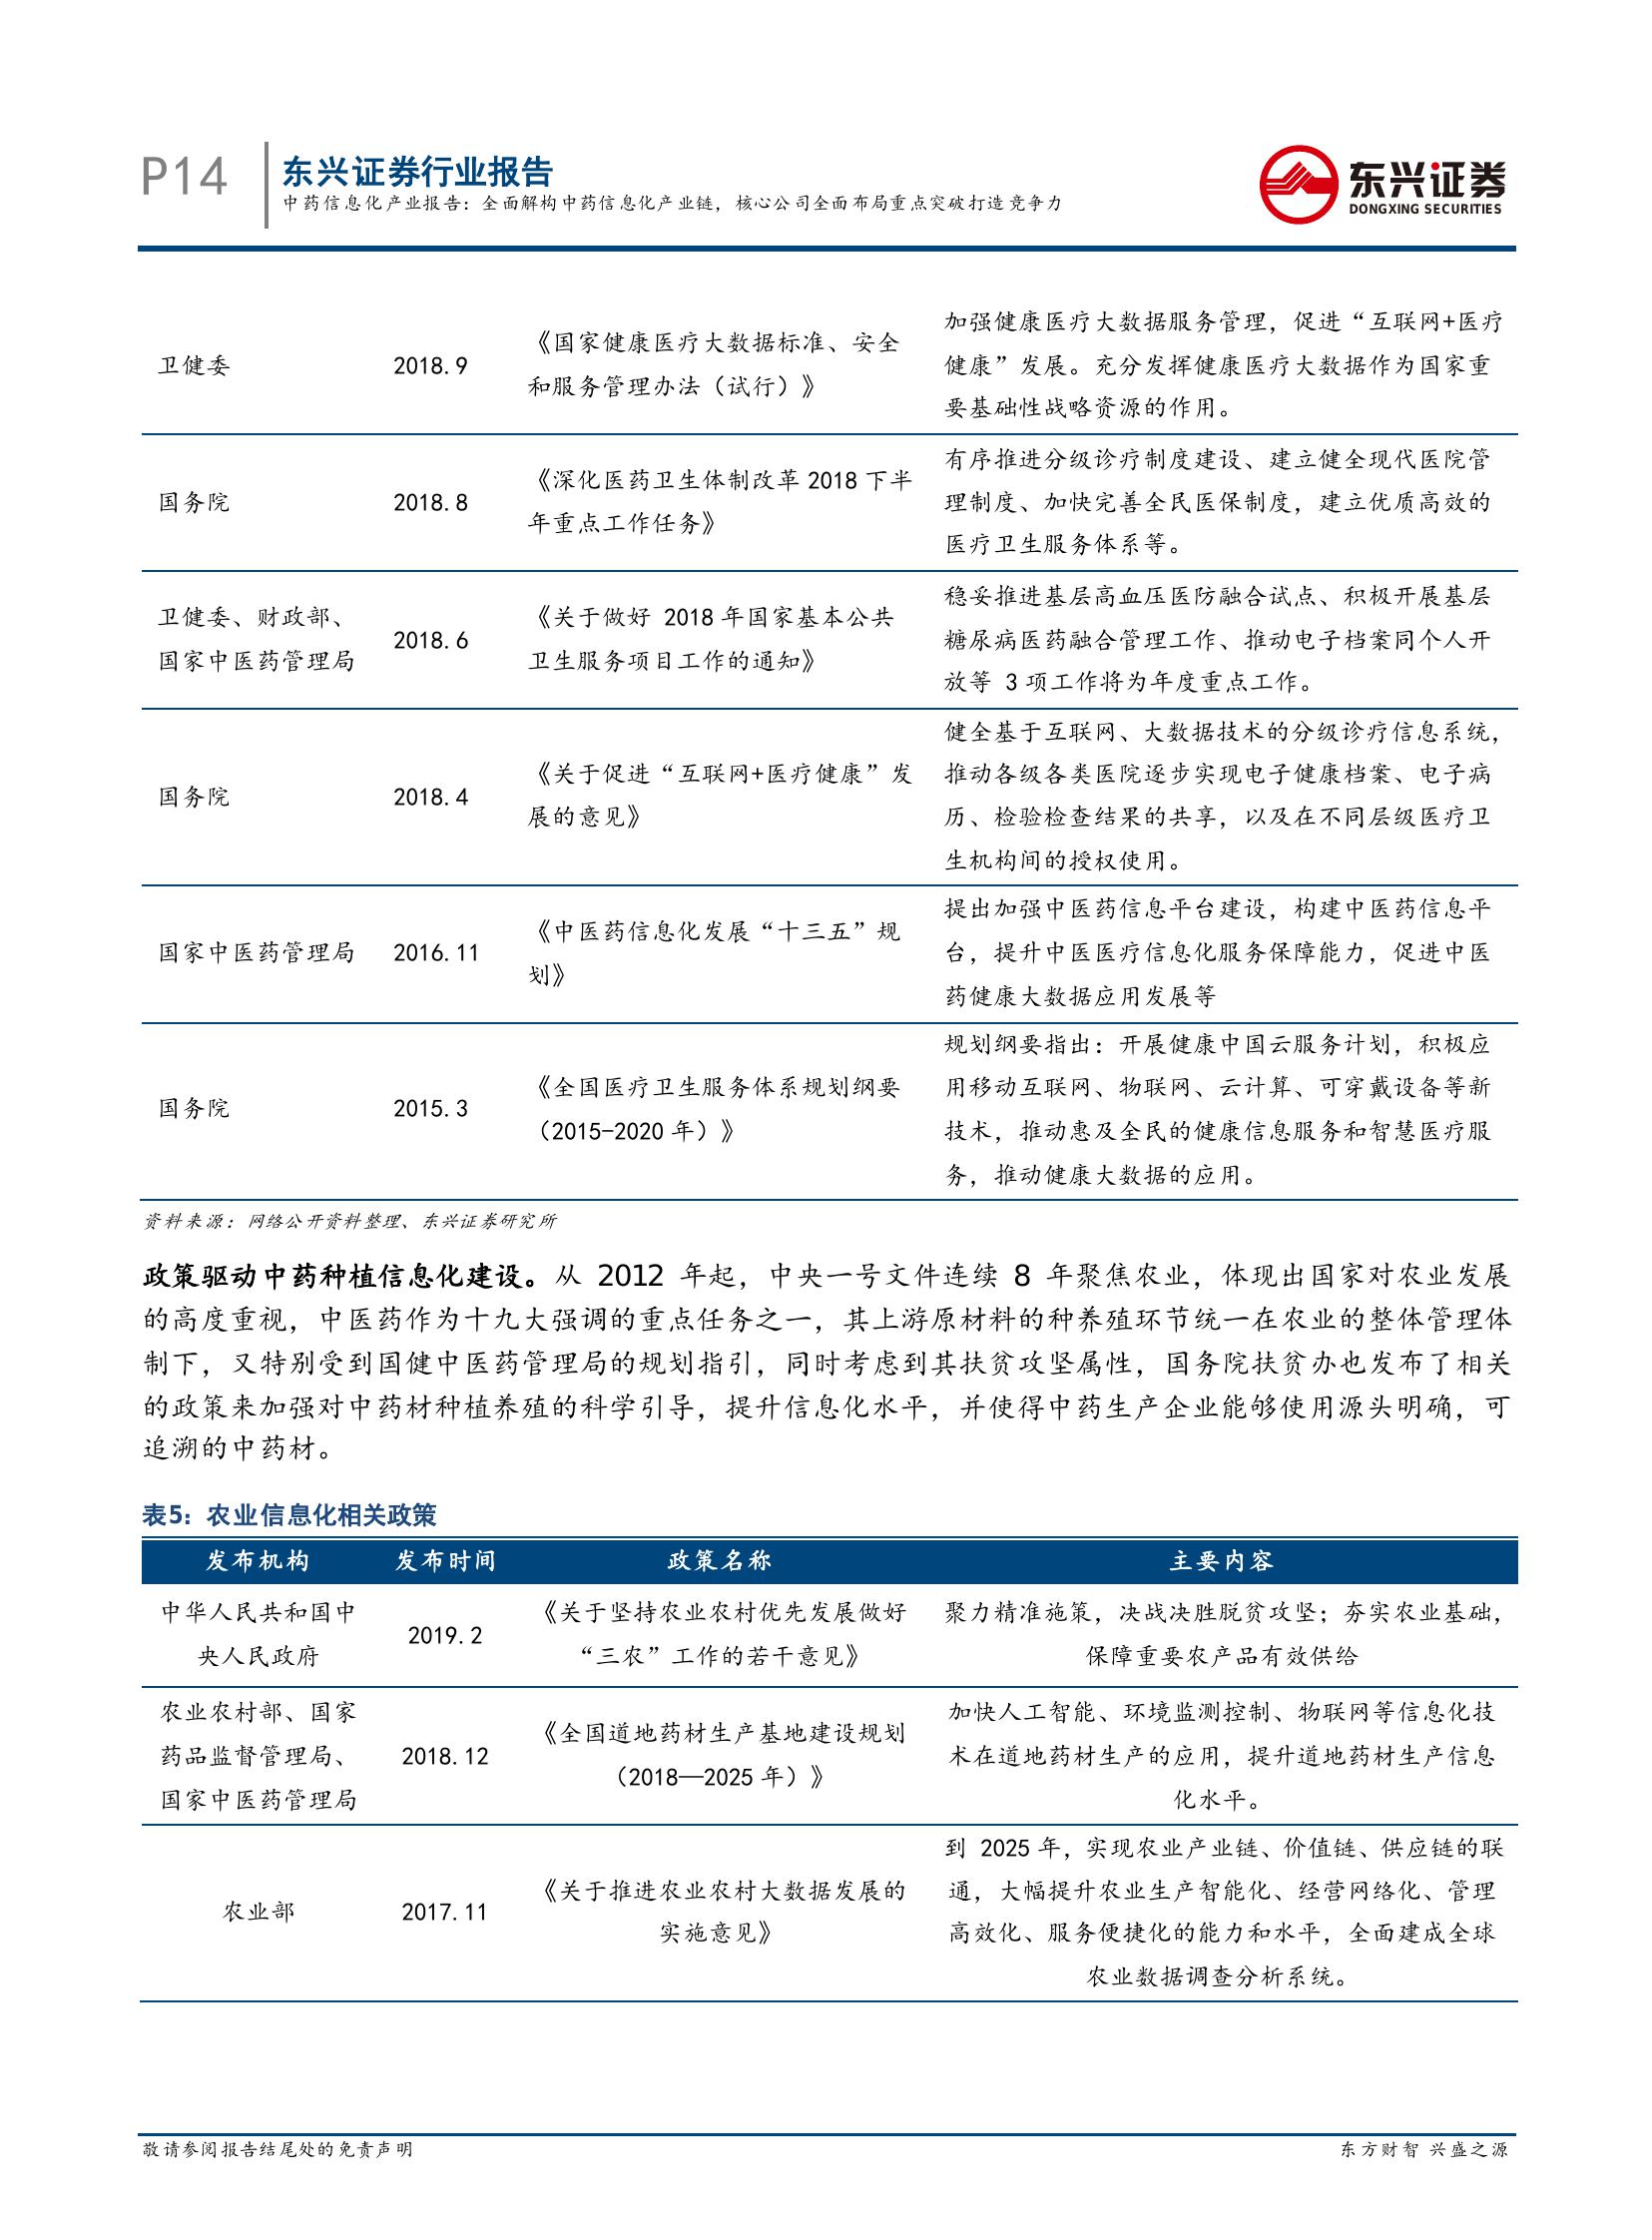 P14
东兴证券行业报告
中药信息化产业报告：全面解构中药信息化产业链，核心公司全面布局重点突破打造竞争力
东兴证券
DONGXING SECURITIES
卫健委
2018.9
《国家健康医疗大数据标准、安全
和服务管理办法（试行）》
加强健康医疗大数据服务管理，促进“互联网+医疗
健康”发展。充分发挥健康医疗大数据作为国家重
要基础性战略资源的作用。
国务院
2018.8
《深化医药卫生体制改革 2018 下半
年重点工作任务》
有序推进分级诊疗制度建设、建立健全现代医院管
理制度、加快完善全民医保制度，建立优质高效的
医疗卫生服务体系等。
卫健委、财政部、
国家中医药管理局
2018.6
《关于做好 2018 年国家基本公共
卫生服务项目工作的通知》
稳妥推进基层高血压医防融合试点、积极开展基层
糖尿病医药融合管理工作、推动电子档案同个人开
放等 3 项工作将为年度重点工作。
国务院
2018.4
《关于促进“互联网+医疗健康”发
展的意见》
健全基于互联网、大数据技术的分级诊疗信息系统，
推动各级各类医院逐步实现电子健康档案、电子病
历、检验检查结果的共享，以及在不同层级医疗卫
生机构间的授权使用。
国家中医药管理局
2016.11
《中医药信息化发展“十三五”规
划》
提出加强中医药信息平台建设，构建中医药信息平
台，提升中医医疗信息化服务保障能力，促进中医
药健康大数据应用发展等
国务院
2015.3
《全国医疗卫生服务体系规划纲要
（2015-2020 年）》
规划纲要指出：开展健康中国云服务计划，积极应
用移动互联网、物联网、云计算、可穿戴设备等新
技术，推动惠及全民的健康信息服务和智慧医疗服
务，推动健康大数据的应用。
资料来源：网络公开资料整理、东兴证券研究所
政策驱动中药种植信息化建设。从 2012 年起，中央一号文件连续 8 年聚焦农业，体现出国家对农业发展
的高度重视，中医药作为十九大强调的重点任务之一，其上游原材料的种养殖环节统一在农业的整体管理体
制下，又特别受到国健中医药管理局的规划指引，同时考虑到其扶贫攻坚属性，国务院扶贫办也发布了相关
的政策来加强对中药材种植养殖的科学引导，提升信息化水平，并使得中药生产企业能够使用源头明确，可
追溯的中药材。
表5：农业信息化相关政策
发布机构 发布时间 政策名称 主要内容
中华人民共和国中
央人民政府
2019.2
《关于坚持农业农村优先发展做好
“三农”工作的若干意见》
聚力精准施策，决战决胜脱贫攻坚；夯实农业基础，
保障重要农产品有效供给
农业农村部、国家
药品监督管理局、
国家中医药管理局
2018.12
《全国道地药材生产基地建设规划
（2018—2025 年）》
加快人工智能、环境监测控制、物联网等信息化技
术在道地药材生产的应用，提升道地药材生产信息
化水平。
农业部
2017.11
《关于推进农业农村大数据发展的
实施意见》
到 2025 年，实现农业产业链、价值链、供应链的联
通，大幅提升农业生产智能化、经营网络化、管理
高效化、服务便捷化的能力和水平，全面建成全球
农业数据调查分析系统。
敬请参阅报告结尾处的免责声明
东方财智 兴盛之源